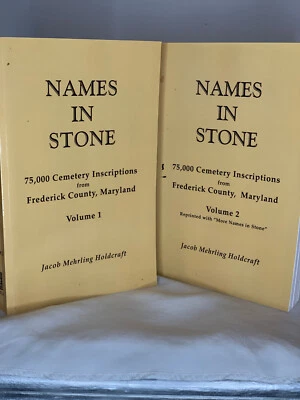 NAMES
IN
STONE
75,000 Cemetery Inscriptions
from
Frederick County, Maryland
Volume 1
Jacob Mehrling Holdcraft
NAMES
IN
STONE
75,000 Cemetery Inscriptions
from
Frederick County, Maryland
Volume 2
Reprinted with "More Names in Stone"
Jacob Mehrling Holdcraft